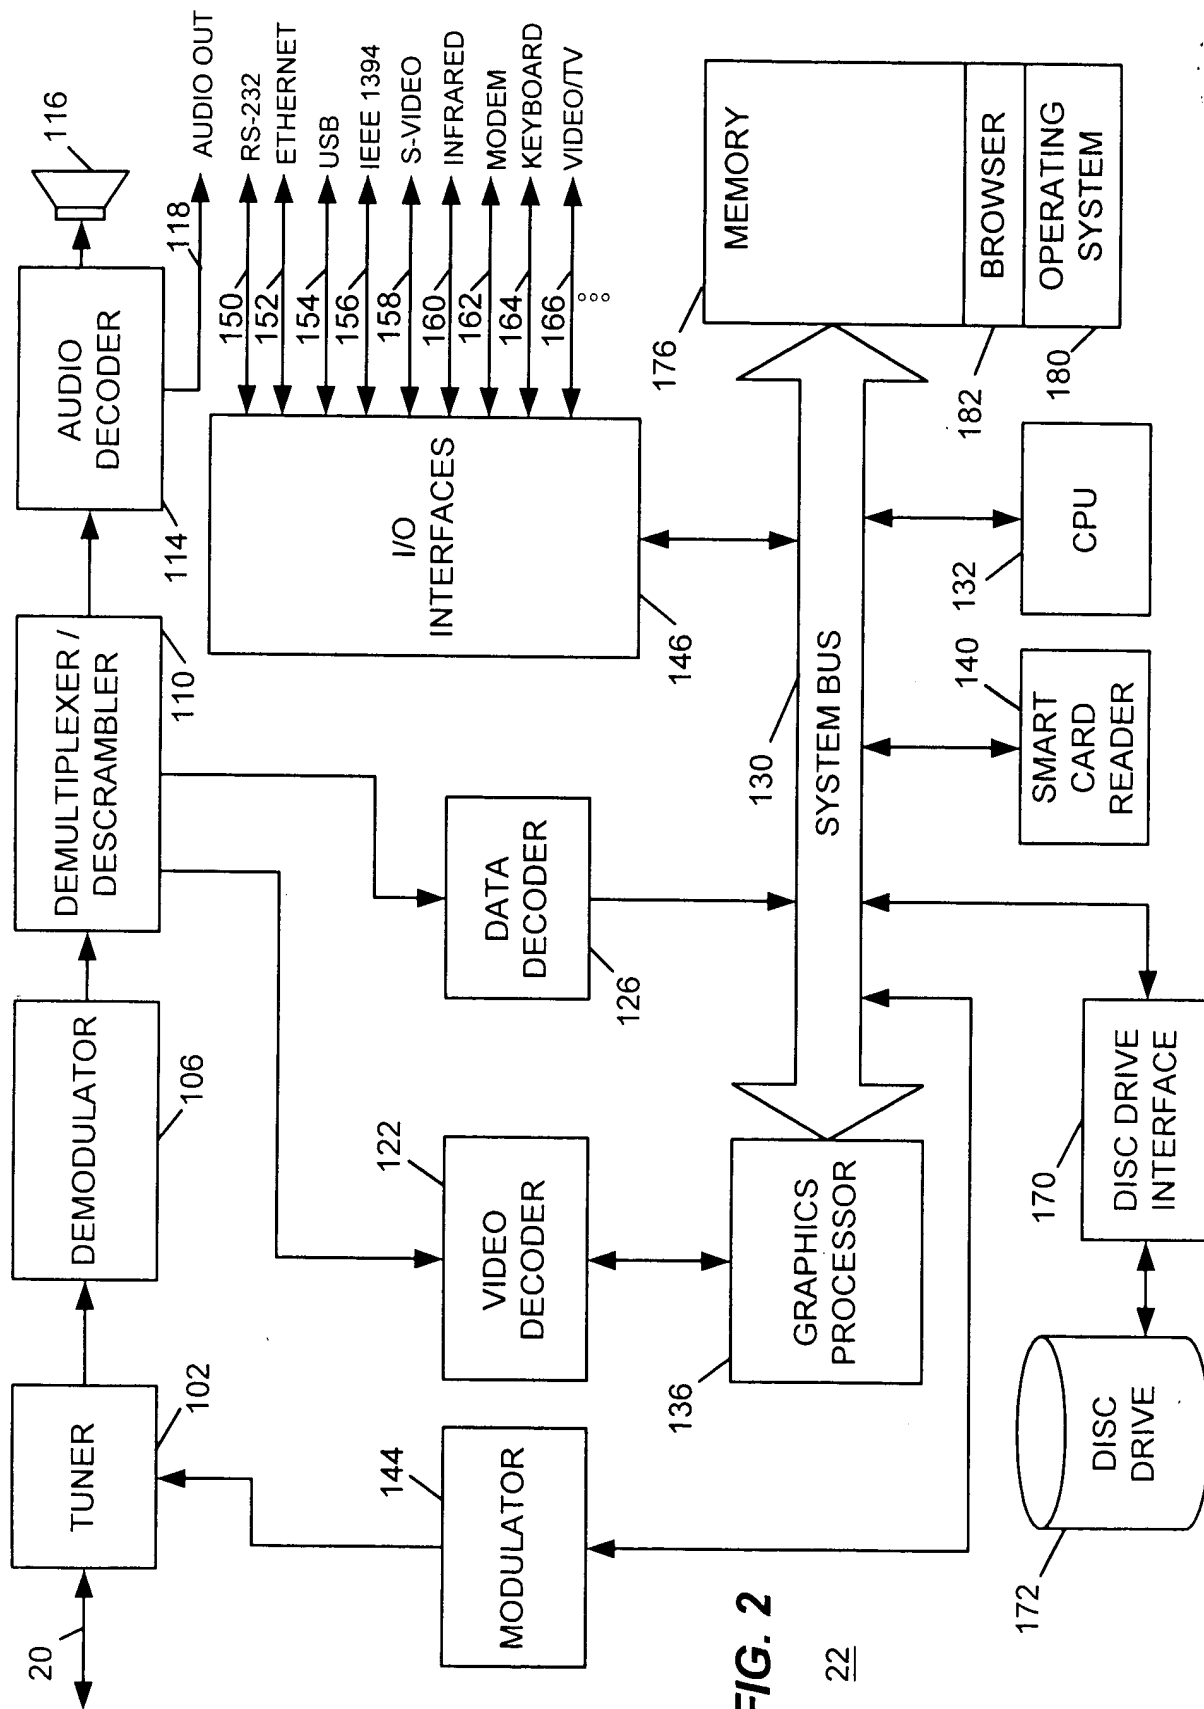 20
TUNER
102
DEMODULATOR
106
DEMULTIPLEXER /
DESCRAMBLER
110
AUDIO
DECODER
114
116
118
AUDIO OUT
150
RS-232
152
ETHERNET
154
USB
156
IEEE 1394
158
S-VIDEO
160
INFRARED
162
MODEM
164
KEYBOARD
166
VIDEO/TV
I/O
INTERFACES
146
144
MODULATOR
122
VIDEO
DECODER
DATA
DECODER
126
136
GRAPHICS
PROCESSOR
130
SYSTEM BUS
176
MEMORY
BROWSER
OPERATING
SYSTEM
182
180
172
DISC
DRIVE
170
DISC DRIVE
INTERFACE
140
SMART
CARD
READER
132
CPU
FIG. 2
22